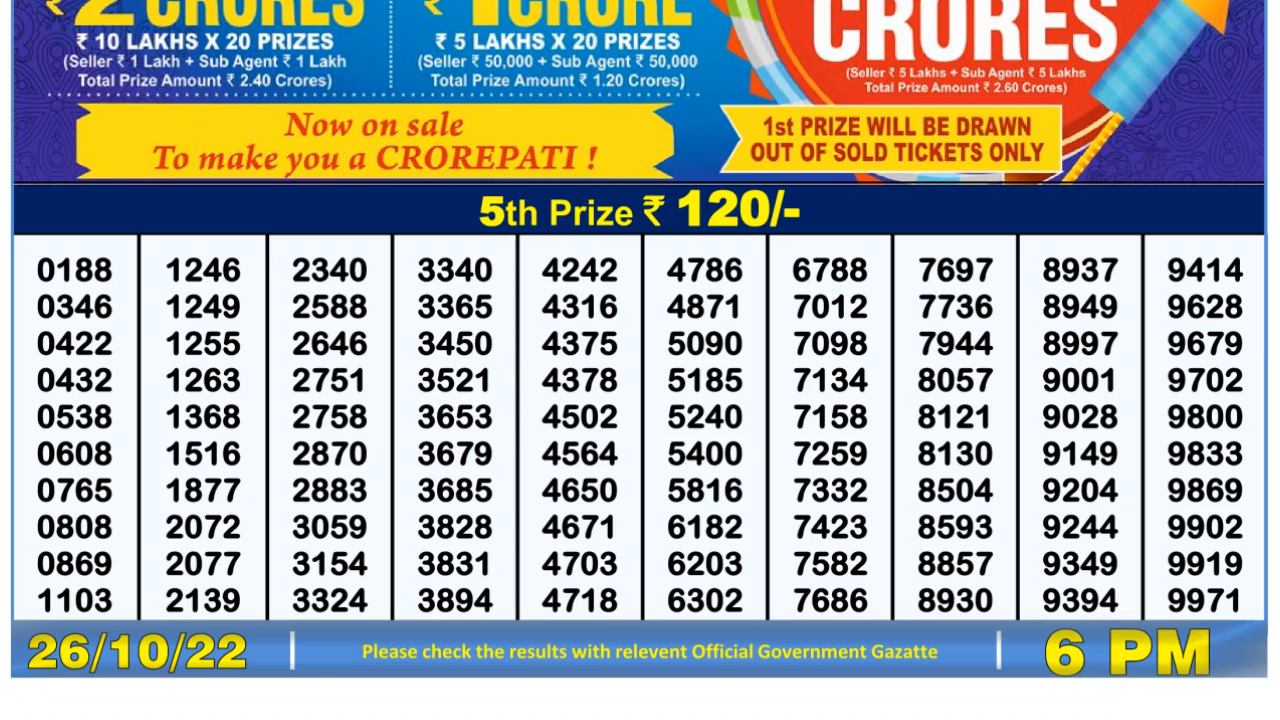 ₹ 2 CRORES
₹ 10 LAKHS X 20 PRIZES
(Seller ₹ 1 Lakh + Sub Agent ₹ 1 Lakh
Total Prize Amount ₹ 2.40 Crores)
₹ 1 CRORE
₹ 5 LAKHS X 20 PRIZES
(Seller ₹ 50,000 + Sub Agent ₹ 50,000
Total Prize Amount ₹ 1.20 Crores)
CRORES
(Seller ₹ 5 Lakhs + Sub Agent ₹ 5 Lakhs
Total Prize Amount ₹ 2.60 Crores)
Now on sale
To make you a CROREPATI !
1st PRIZE WILL BE DRAWN
OUT OF SOLD TICKETS ONLY
5th Prize ₹ 120/-
0188 1246 2340 3340 4242 4786 6788 7697 8937 9414
0346 1249 2588 3365 4316 4871 7012 7736 8949 9628
0422 1255 2646 3450 4375 5090 7098 7944 8997 9679
0432 1263 2751 3521 4378 5185 7134 8057 9001 9702
0538 1368 2758 3653 4502 5240 7158 8121 9028 9800
0608 1516 2870 3679 4564 5400 7259 8130 9149 9833
0765 1877 2883 3685 4650 5816 7332 8504 9204 9869
0808 2072 3059 3828 4671 6182 7423 8593 9244 9902
0869 2077 3154 3831 4703 6203 7582 8857 9349 9919
1103 2139 3324 3894 4718 6302 7686 8930 9394 9971
26/10/22
Please check the results with relevent Official Government Gazatte
6 PM